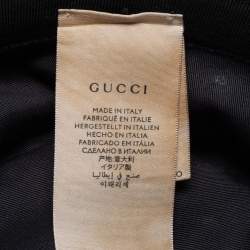 GUCCI
MADE IN ITALY
FABRIQUÉ EN ITALIE
HERGESTELLT IN ITALIEN
HECHO EN ITALIA
FABRICADO EM ITÁLIA
СДЕЛАНО В ИТАЛИИ
产地:意大利
イタリア製
صنع في إيطاليا
이태리제